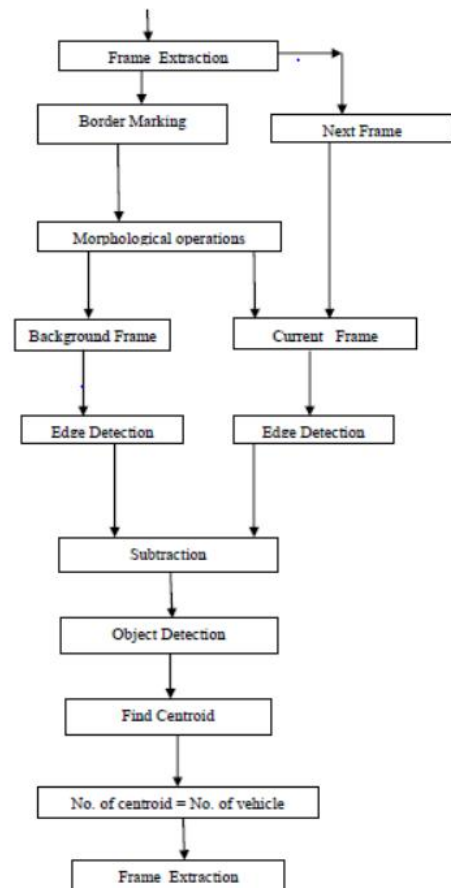 Frame Extraction
Border Marking
Next Frame
Morphological operations
Background Frame
Current Frame
Edge Detection
Edge Detection
Subtraction
Object Detection
Find Centroid
No. of centroid = No. of vehicle
Frame Extraction